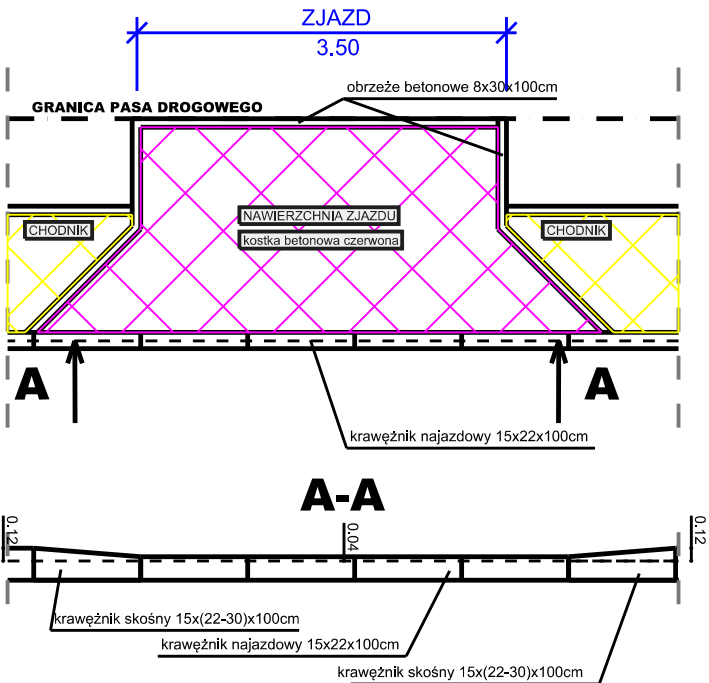 ZJAZD
3.50
obrzeże betonowe 8x30x100cm
GRANICA PASA DROGOWEGO
CHODNIK
NAWIERZCHNIA ZJAZDU
kostka betonowa czerwona
CHODNIK
A
A
krawężnik najazdowy 15x22x100cm
A-A
0.12
0.04
0.12
krawężnik skośny 15x(22-30)x100cm
krawężnik najazdowy 15x22x100cm
krawężnik skośny 15x(22-30)x100cm